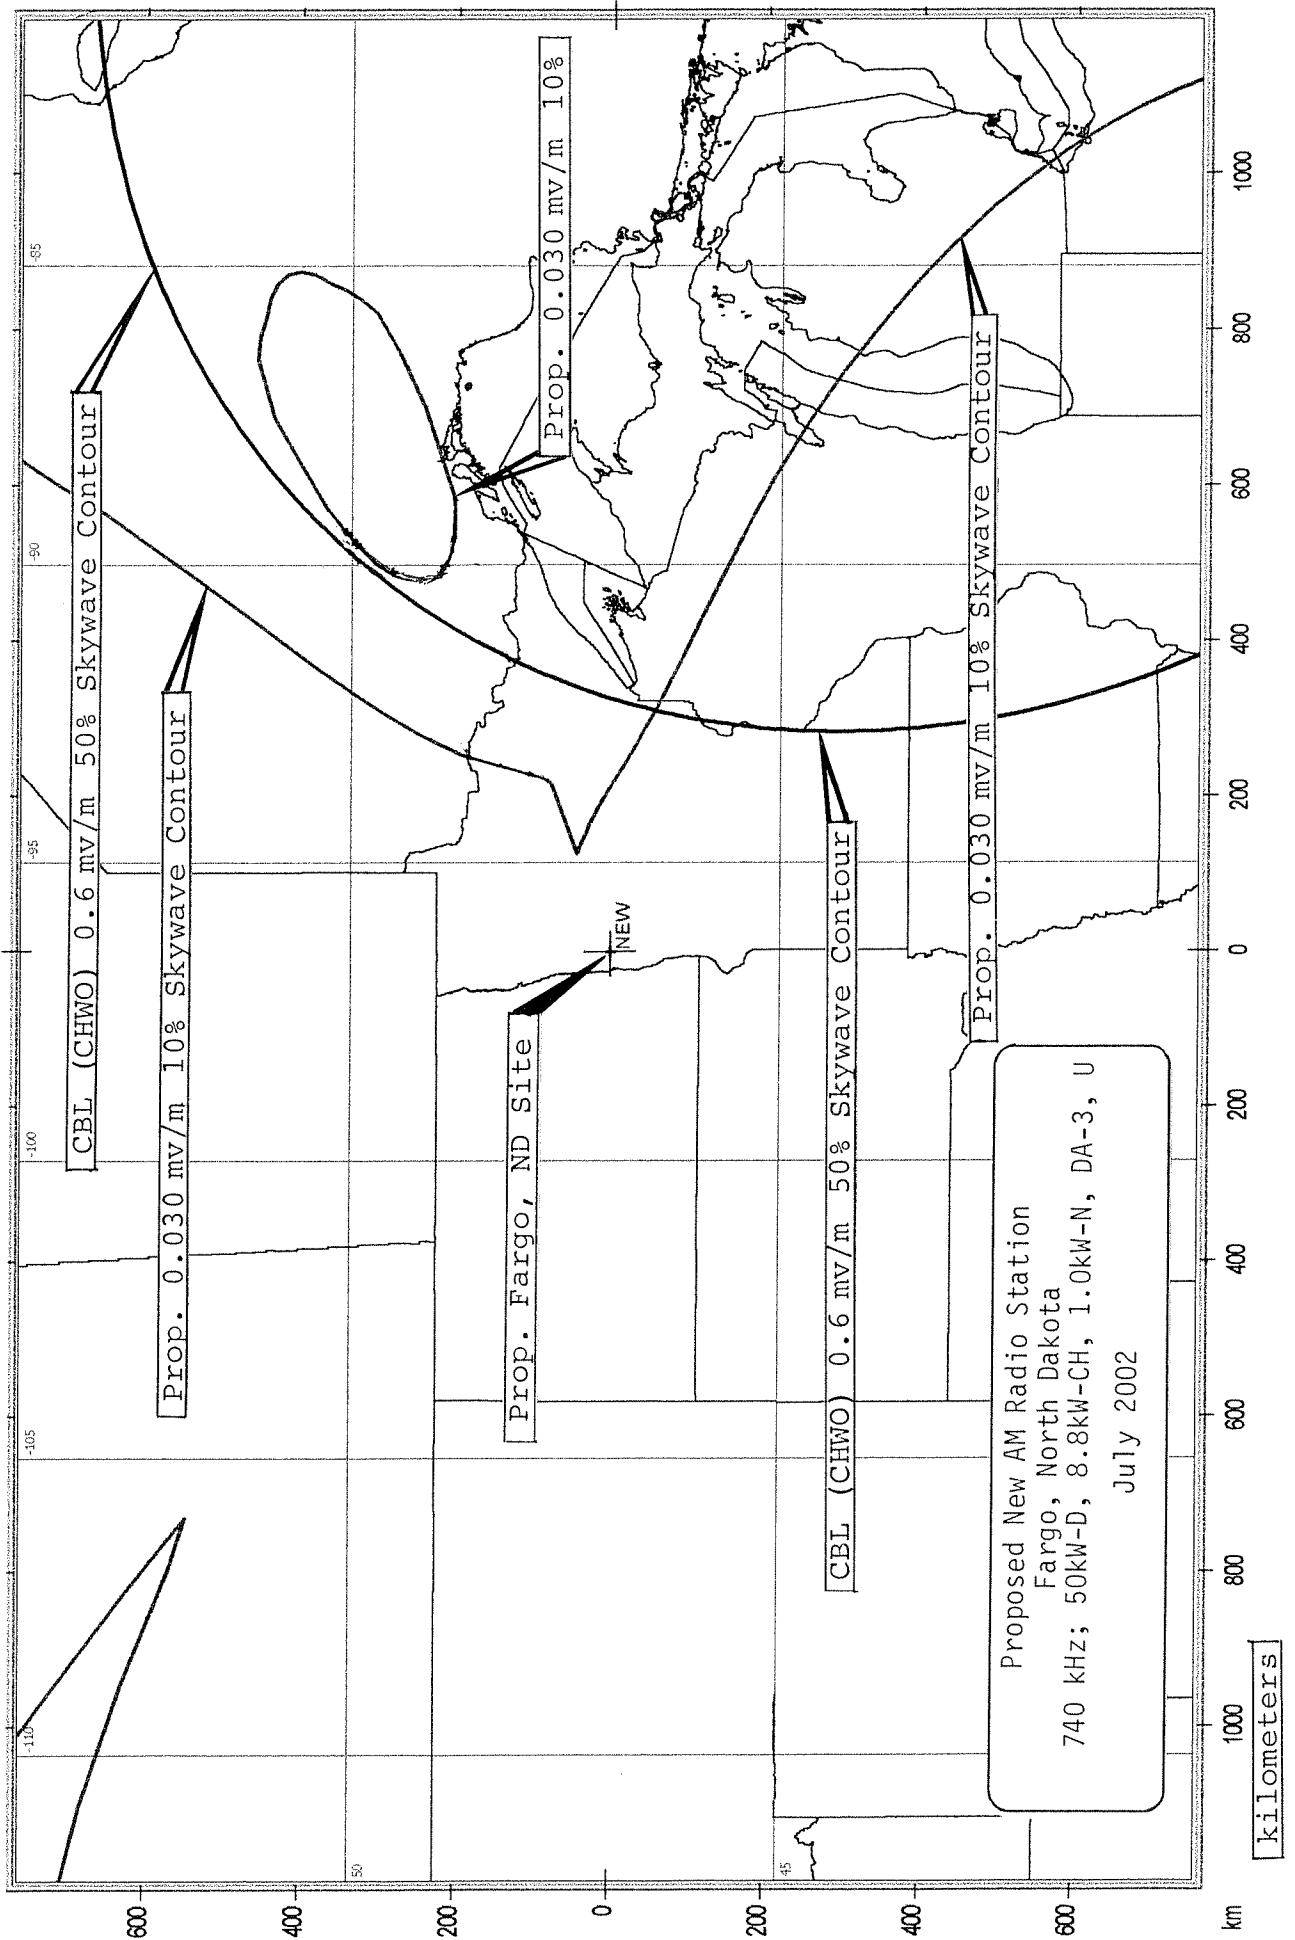 CBL (CHWO) 0.6 mv/m 50% Skywave Contour
Prop. 0.030 mv/m 10% Skywave Contour
Prop. 0.030 mv/m 10%
Prop. Fargo, ND Site
NEW
CBL (CHWO) 0.6 mv/m 50% Skywave Contour
Prop. 0.030 mv/m 10% Skywave Contour
Proposed New AM Radio Station
Fargo, North Dakota
740 kHz; 50kW-D, 8.8kW-CH, 1.0kW-N, DA-3, U
July 2002
-110
-105
-100
-95
-90
-85
50
45
600
400
200
0
200
400
600
km
1000
800
600
400
200
0
200
400
600
800
1000
kilometers